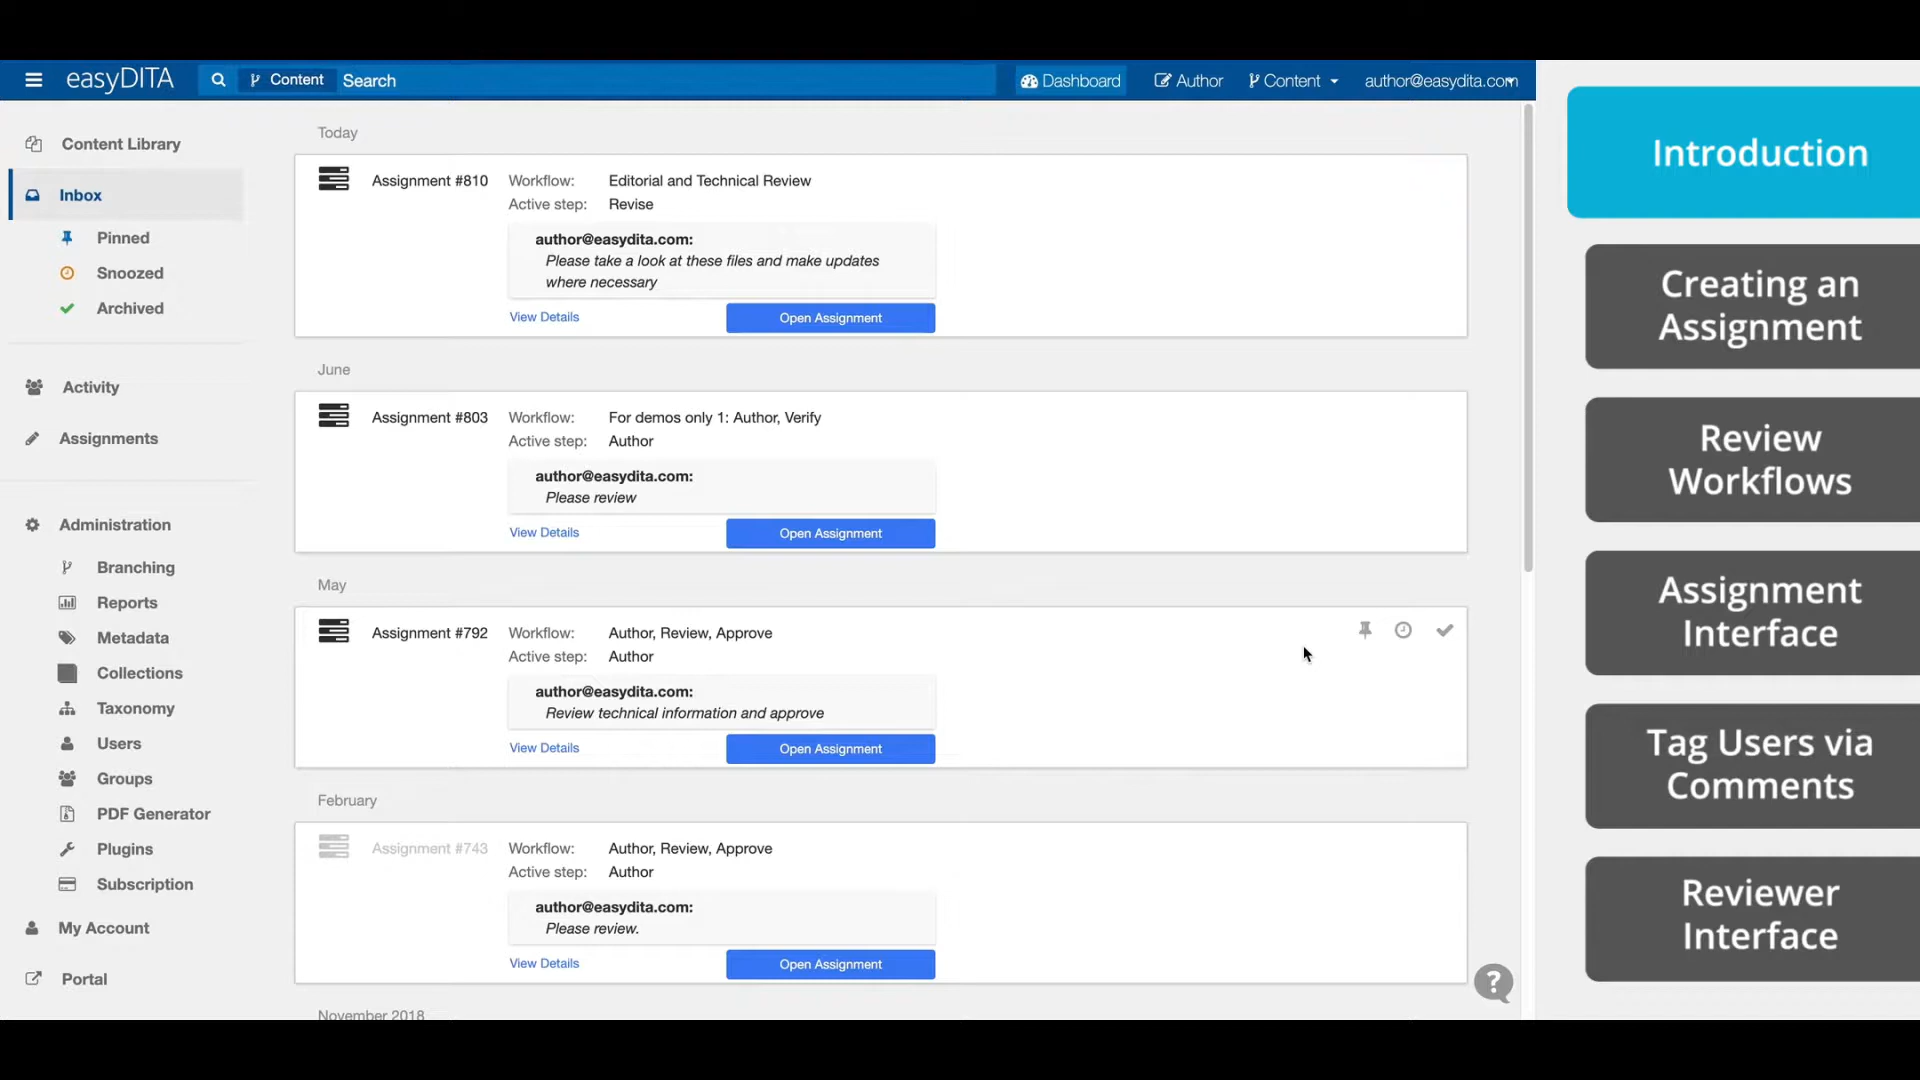 easyDITA
Content
Search
Dashboard
Author
Content
author@easydita.com
Content Library
Inbox
Pinned
Snoozed
Archived
Activity
Assignments
Administration
Branching
Reports
Metadata
Collections
Taxonomy
Users
Groups
PDF Generator
Plugins
Subscription
My Account
Portal
Today
Assignment #810
Workflow: Editorial and Technical Review
Active step: Revise
author@easydita.com:
Please take a look at these files and make updates
where necessary
View Details
Open Assignment
June
Assignment #803
Workflow: For demos only 1: Author, Verify
Active step: Author
author@easydita.com:
Please review
View Details
Open Assignment
May
Assignment #792
Workflow: Author, Review, Approve
Active step: Author
author@easydita.com:
Review technical information and approve
View Details
Open Assignment
February
Assignment #743
Workflow: Author, Review, Approve
Active step: Author
author@easydita.com:
Please review.
View Details
Open Assignment
November 2018
?
Introduction
Creating an
Assignment
Review
Workflows
Assignment
Interface
Tag Users via
Comments
Reviewer
Interface